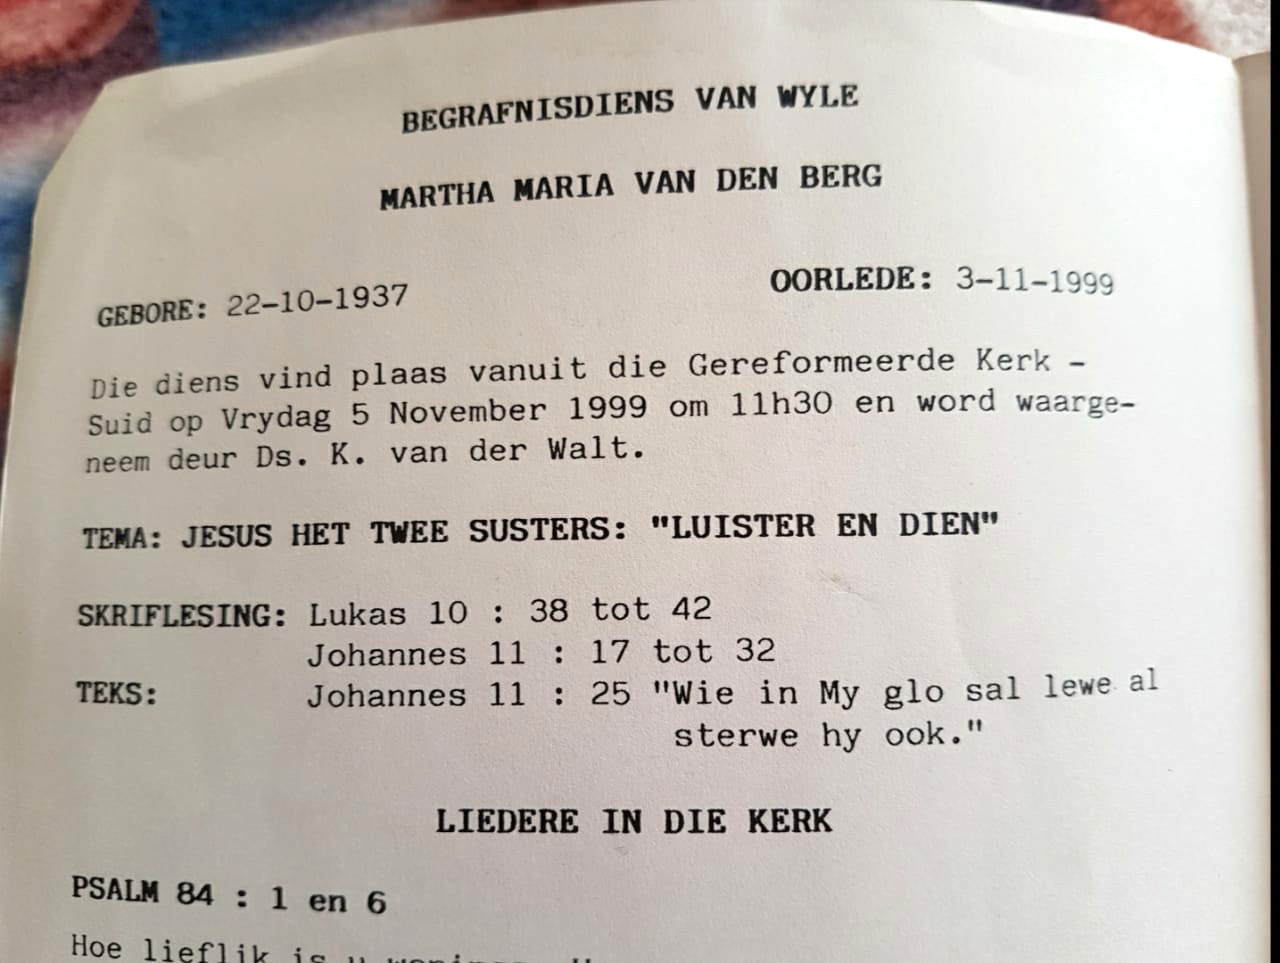 BEGRAFNISDIENS VAN WYLE
MARTHA MARIA VAN DEN BERG
GEBORE: 22-10-1937 OORLEDE: 3-11-1999
Die diens vind plaas vanuit die Gereformeerde Kerk -
Suid op Vrydag 5 November 1999 om 11h30 en word waarge-
neem deur Ds. K. van der Walt.
TEMA: JESUS HET TWEE SUSTERS: "LUISTER EN DIEN"
SKRIFLESING: Lukas 10 : 38 tot 42
Johannes 11 : 17 tot 32
TEKS: Johannes 11 : 25 "Wie in My glo sal lewe al
sterwe hy ook."
LIEDERE IN DIE KERK
PSALM 84 : 1 en 6
Hoe lieflik is u